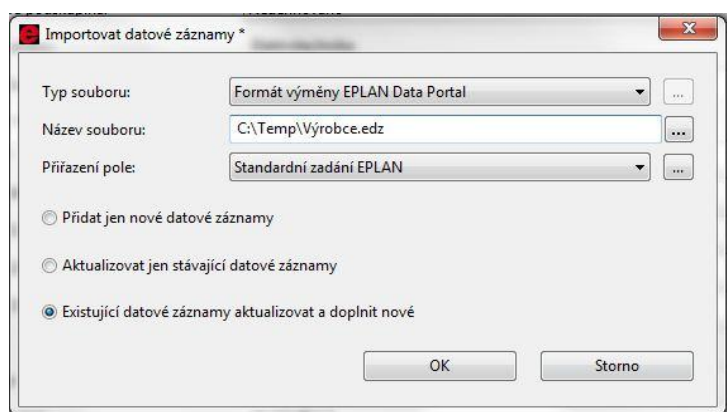 Importovat datové záznamy *
Typ souboru: Formát výměny EPLAN Data Portal ...
Název souboru: C:\Temp\Výrobce.edz ...
Přiřazení pole: Standardní zadání EPLAN ...
Přidat jen nové datové záznamy
Aktualizovat jen stávající datové záznamy
Existující datové záznamy aktualizovat a doplnit nové
OK Storno